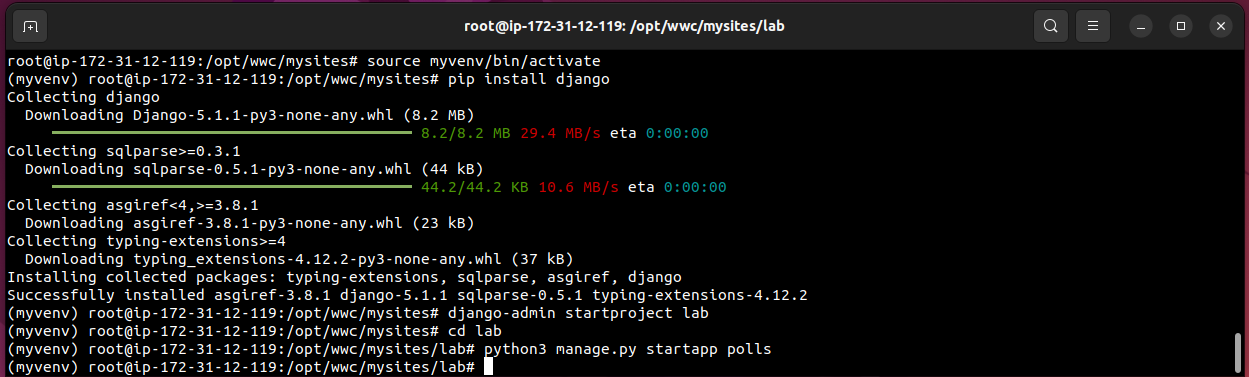 root@ip-172-31-12-119: /opt/wwc/mysites/lab
root@ip-172-31-12-119:/opt/wwc/mysites# source myvenv/bin/activate
(myvenv) root@ip-172-31-12-119:/opt/wwc/mysites# pip install django
Collecting django
  Downloading Django-5.1.1-py3-none-any.whl (8.2 MB)
8.2/8.2 MB 29.4 MB/s eta 0:00:00
Collecting sqlparse>=0.3.1
  Downloading sqlparse-0.5.1-py3-none-any.whl (44 kB)
44.2/44.2 KB 10.6 MB/s eta 0:00:00
Collecting asgiref<4,>=3.8.1
  Downloading asgiref-3.8.1-py3-none-any.whl (23 kB)
Collecting typing-extensions>=4
  Downloading typing_extensions-4.12.2-py3-none-any.whl (37 kB)
Installing collected packages: typing-extensions, sqlparse, asgiref, django
Successfully installed asgiref-3.8.1 django-5.1.1 sqlparse-0.5.1 typing-extensions-4.12.2
(myvenv) root@ip-172-31-12-119:/opt/wwc/mysites# django-admin startproject lab
(myvenv) root@ip-172-31-12-119:/opt/wwc/mysites# cd lab
(myvenv) root@ip-172-31-12-119:/opt/wwc/mysites/lab# python3 manage.py startapp polls
(myvenv) root@ip-172-31-12-119:/opt/wwc/mysites/lab#